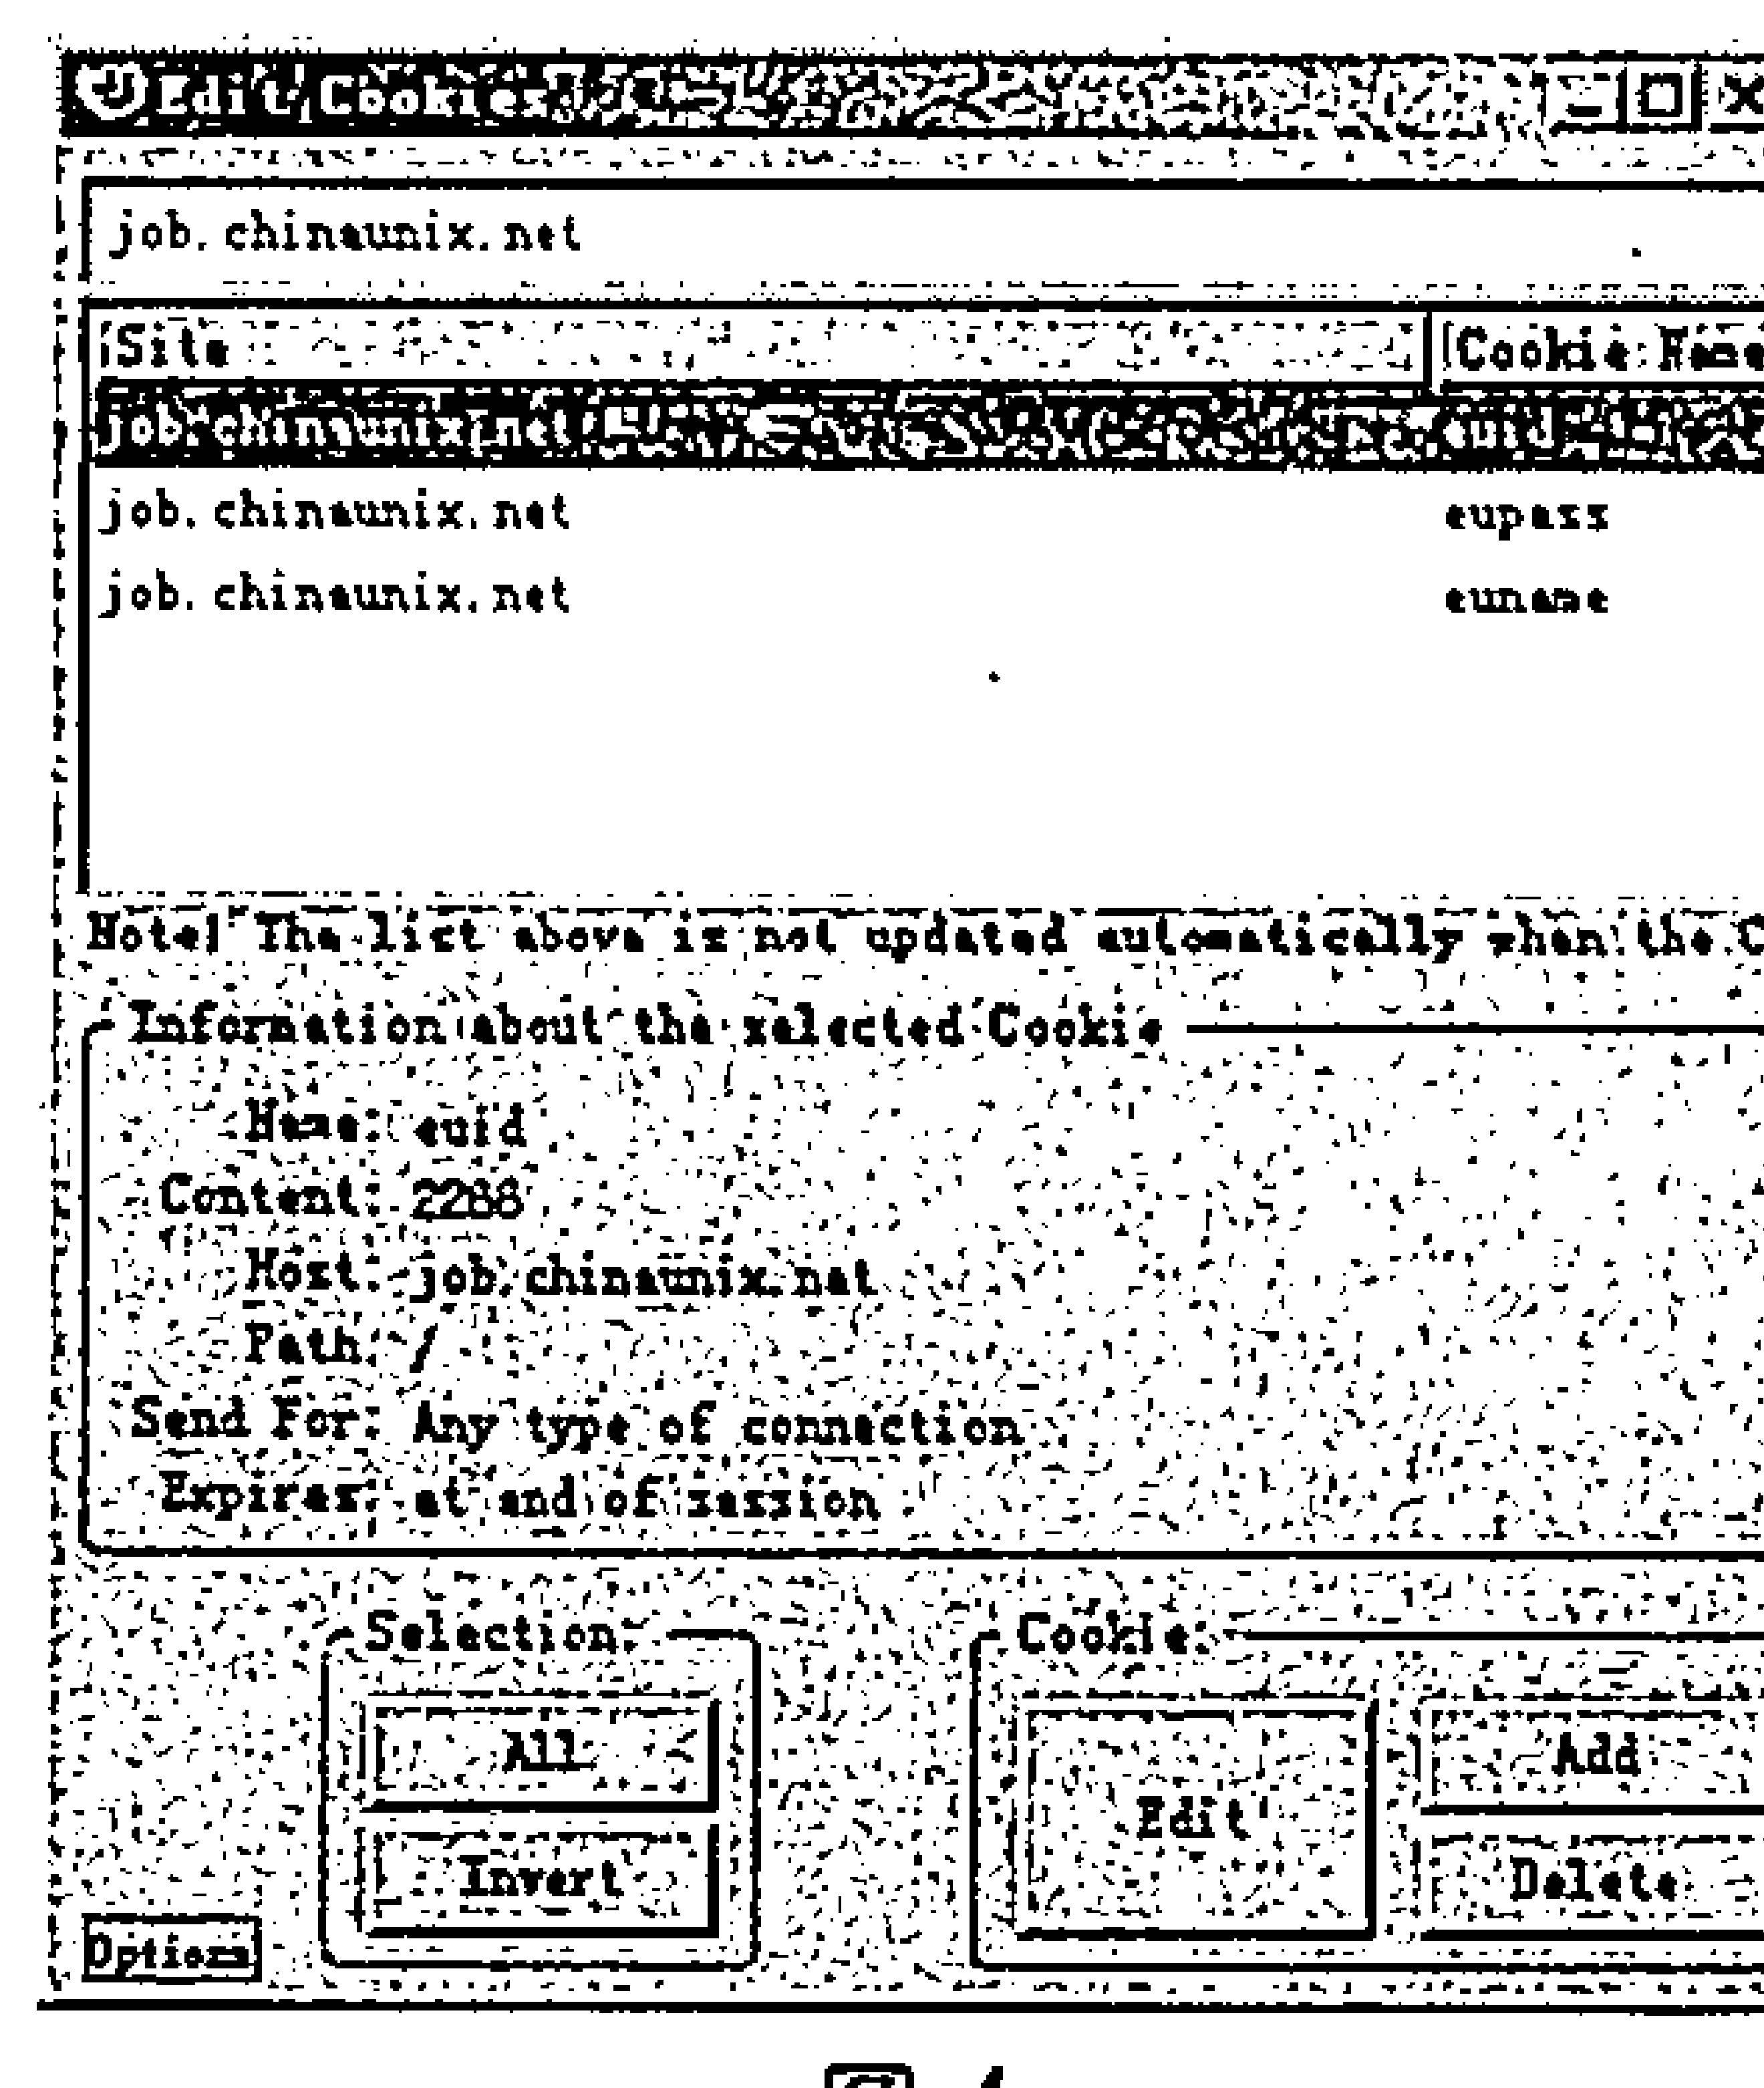 Edit Cookies
job.chinaunix.net
Site Cookie Name
job.chinaunix.net euid
job.chinaunix.net eupass
job.chinaunix.net euname
Note! The list above is not updated automatically when the C
Information about the selected Cookie
Name: euid
Content: 2288
Host: job.chinaunix.net
Path: /
Send For: Any type of connection
Expires: at end of session
Selection: Cookie:
All Add
Edit
Invert Delete
Options